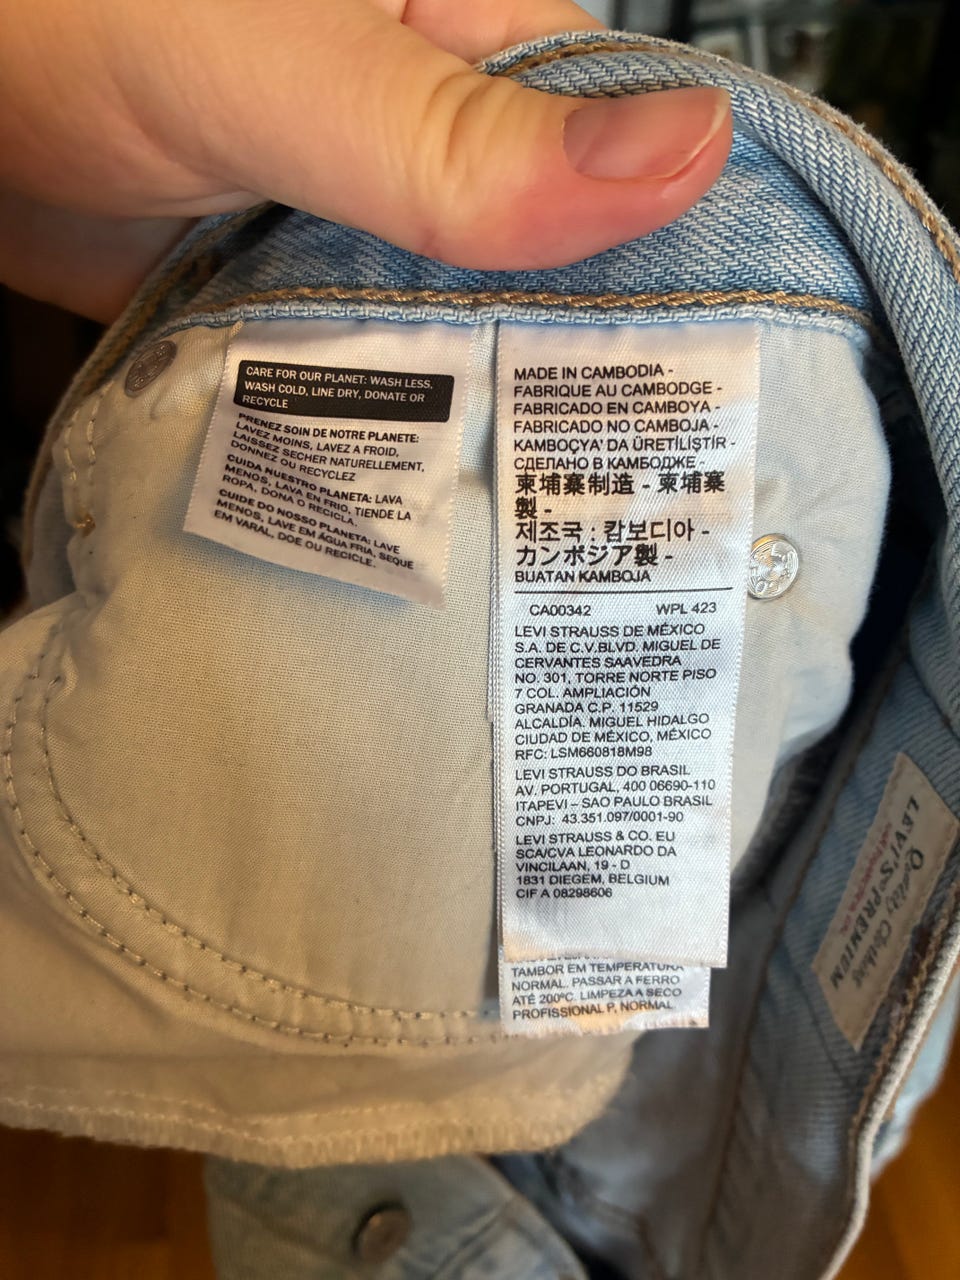 CARE FOR OUR PLANET: WASH LESS,
WASH COLD, LINE DRY, DONATE OR
RECYCLE
PRENEZ SOIN DE NOTRE PLANETE:
LAVEZ MOINS, LAVEZ A FROID,
LAISSEZ SECHER NATURELLEMENT,
DONNEZ OU RECYCLEZ
CUIDA NUESTRO PLANETA: LAVA
MENOS, LAVA EN FRIO, TIENDE LA
ROPA, DONA O RECICLA.
CUIDE DO NOSSO PLANETA: LAVE
MENOS, LAVE EM ÁGUA FRIA, SEQUE
EM VARAL, DOE OU RECICLE.
MADE IN CAMBODIA -
FABRIQUE AU CAMBODGE -
FABRICADO EN CAMBOYA -
FABRICADO NO CAMBOJA -
KAMBOÇYA' DA ÜRETİLİŞTİR -
СДЕЛАНО В КАМБОДЖЕ -
柬埔寨制造 - 柬埔寨
製 -
제조국 : 캄보디아 -
カンボジア製 -
BUATAN KAMBOJA
CA00342 WPL 423
LEVI STRAUSS DE MÉXICO
S.A. DE C.V.BLVD. MIGUEL DE
CERVANTES SAAVEDRA
NO. 301, TORRE NORTE PISO
7 COL. AMPLIACIÓN
GRANADA C.P. 11529
ALCALDÍA. MIGUEL HIDALGO
CIUDAD DE MÉXICO, MÉXICO
RFC: LSM660818M98
LEVI STRAUSS DO BRASIL
AV. PORTUGAL, 400 06690-110
ITAPEVI – SAO PAULO BRASIL
CNPJ: 43.351.097/0001-90
LEVI STRAUSS & CO. EU
SCA/CVA LEONARDO DA
VINCILAAN, 19 - D
1831 DIEGEM, BELGIUM
CIF A 08298606
TAMBOR EM TEMPERATURA
NORMAL. PASSAR A FERRO
ATÉ 200ºC. LIMPEZA A SECO
PROFISSIONAL P, NORMAL
LEVI'S PREMIUM
Quality Clothing